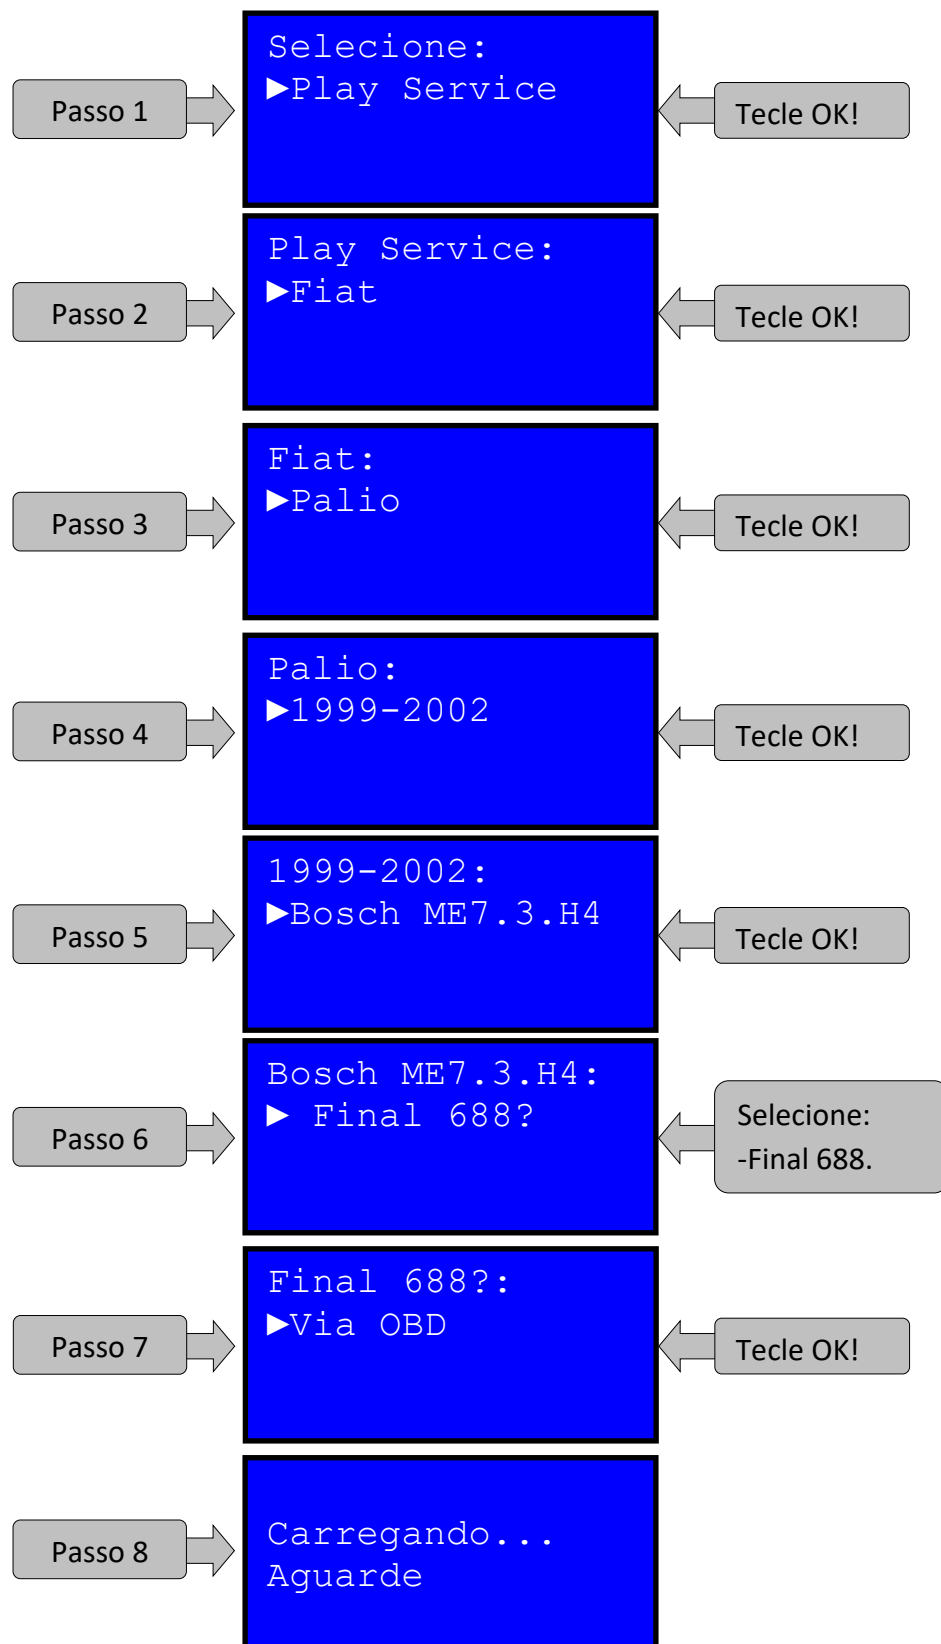 Selecione:
►Play Service
Passo 1
Tecle OK!
Play Service:
►Fiat
Passo 2
Tecle OK!
Fiat:
►Palio
Passo 3
Tecle OK!
Palio:
►1999-2002
Passo 4
Tecle OK!
1999-2002:
►Bosch ME7.3.H4
Passo 5
Tecle OK!
Bosch ME7.3.H4:
► Final 688?
Passo 6
Selecione:
-Final 688.
Final 688?:
►Via OBD
Passo 7
Tecle OK!
Carregando...
Aguarde
Passo 8